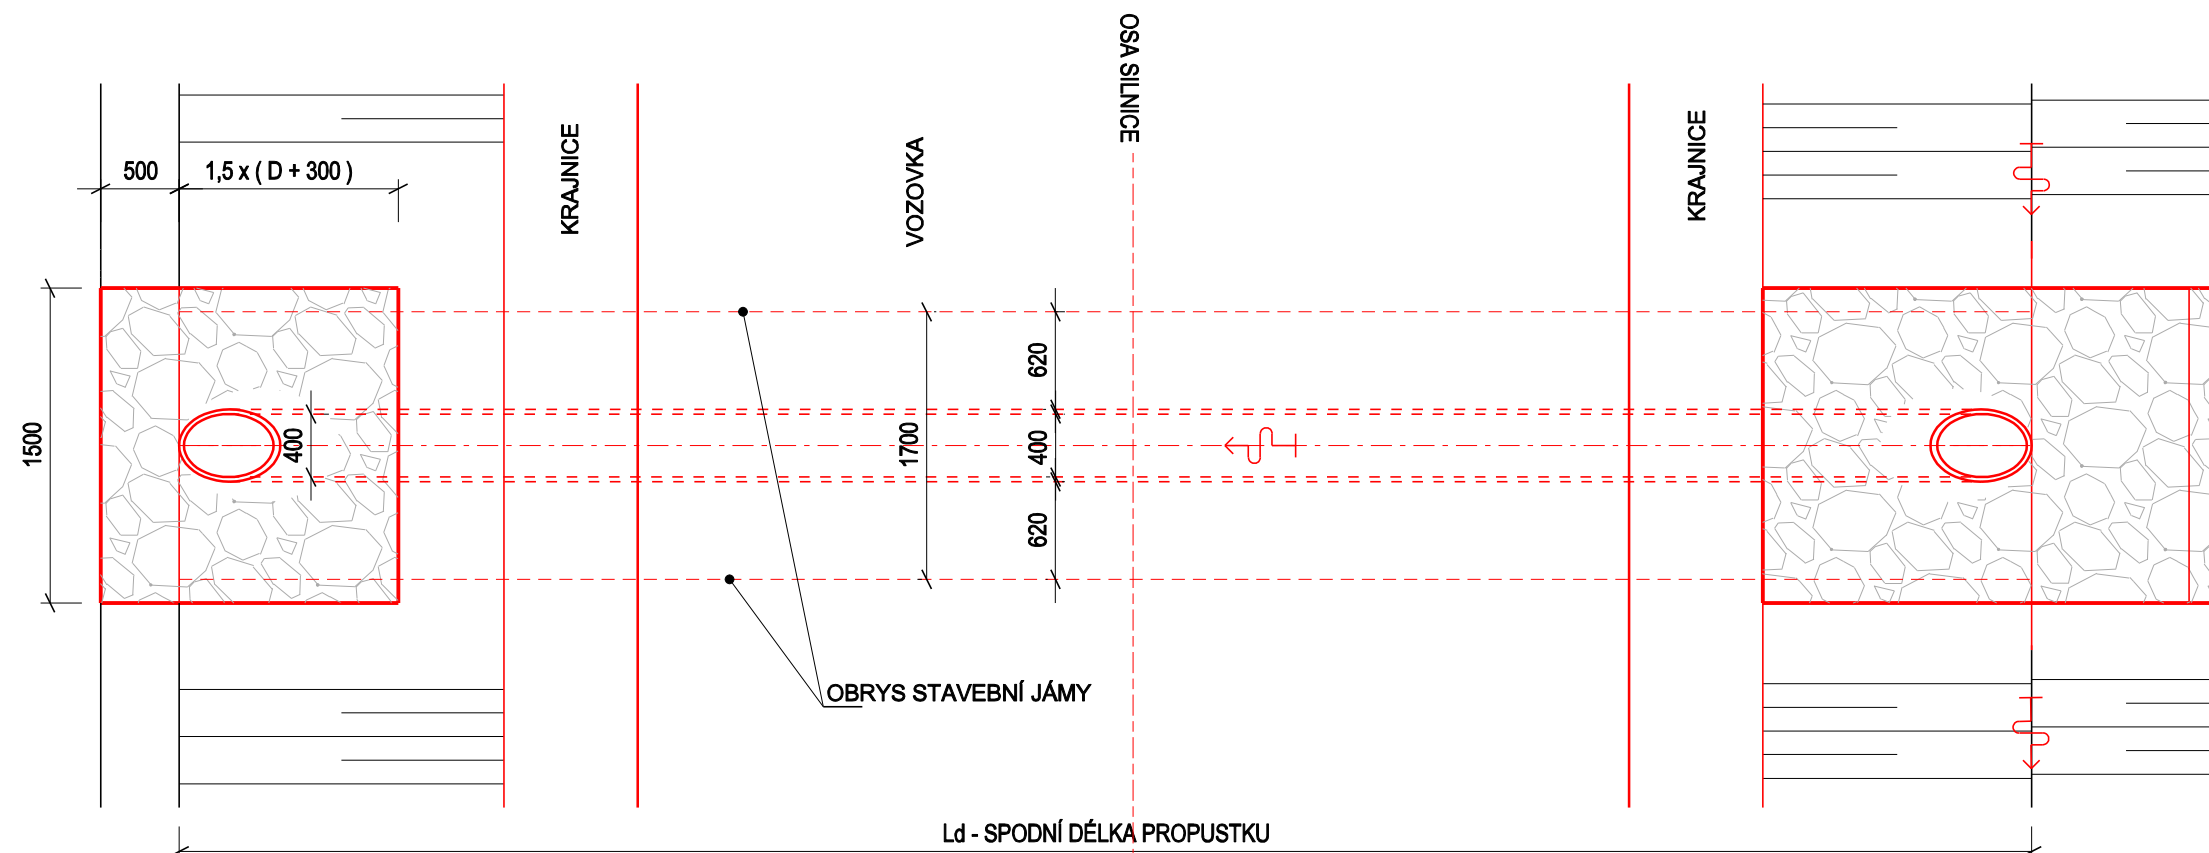 OSA SILNICE
KRAJNICE
VOZOVKA
KRAJNICE
500
1,5 x ( D + 300 )
1500
400
1700
620
400
620
OBRYS STAVEBNÍ JÁMY
Ld - SPODNÍ DÉLKA PROPUSTKU